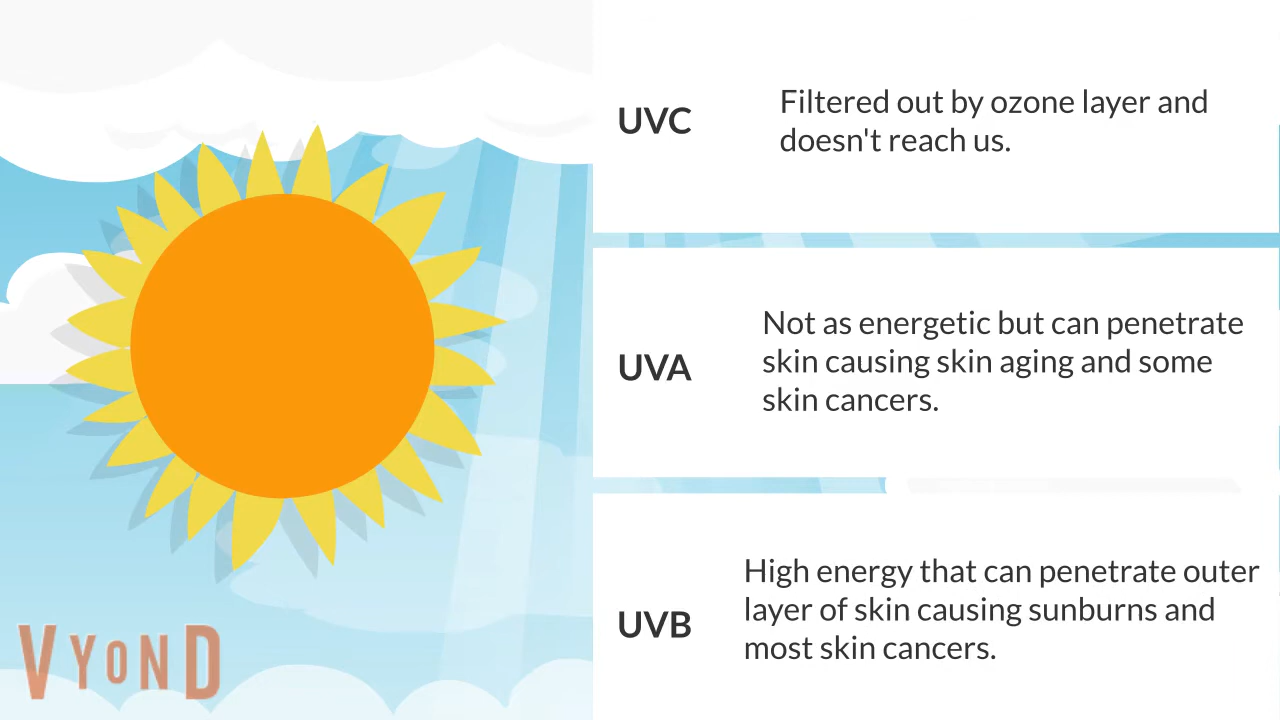 UVC
Filtered out by ozone layer and
doesn't reach us.
UVA
Not as energetic but can penetrate
skin causing skin aging and some
skin cancers.
UVB
High energy that can penetrate outer
layer of skin causing sunburns and
most skin cancers.
VYOND